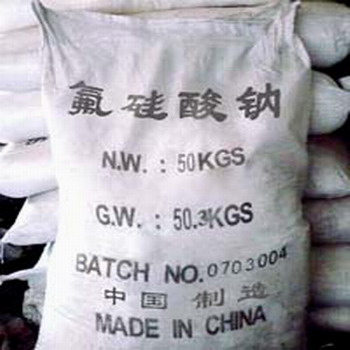 氟硅酸钠
N.W. : 50KGS
G.W. : 50.3KGS
BATCH NO.0703004
中国 制造
MADE IN CHINA